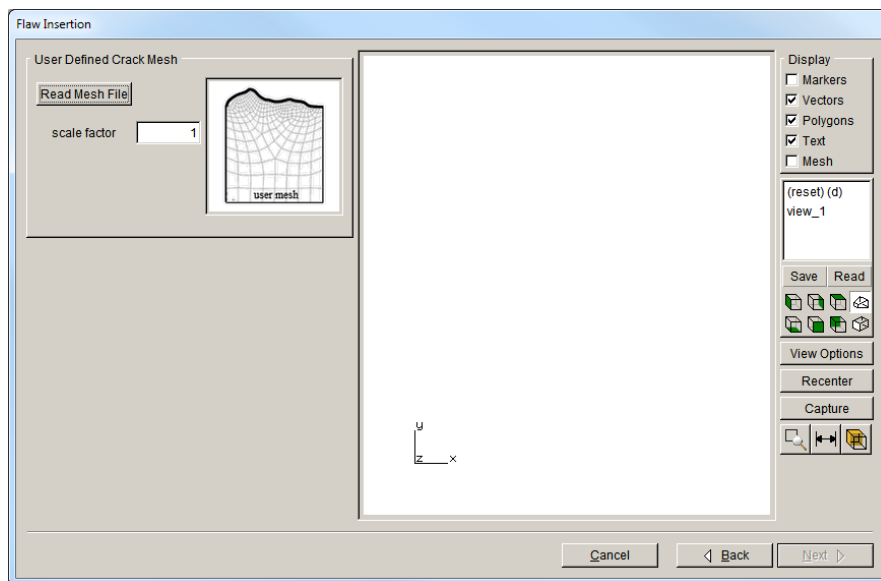 Flaw Insertion
User Defined Crack Mesh
Read Mesh File
scale factor 1
user mesh
y
z x
Display
Markers
Vectors
Polygons
Text
Mesh
(reset) (d)
view_1
Save Read
View Options
Recenter
Capture
Cancel Back Next